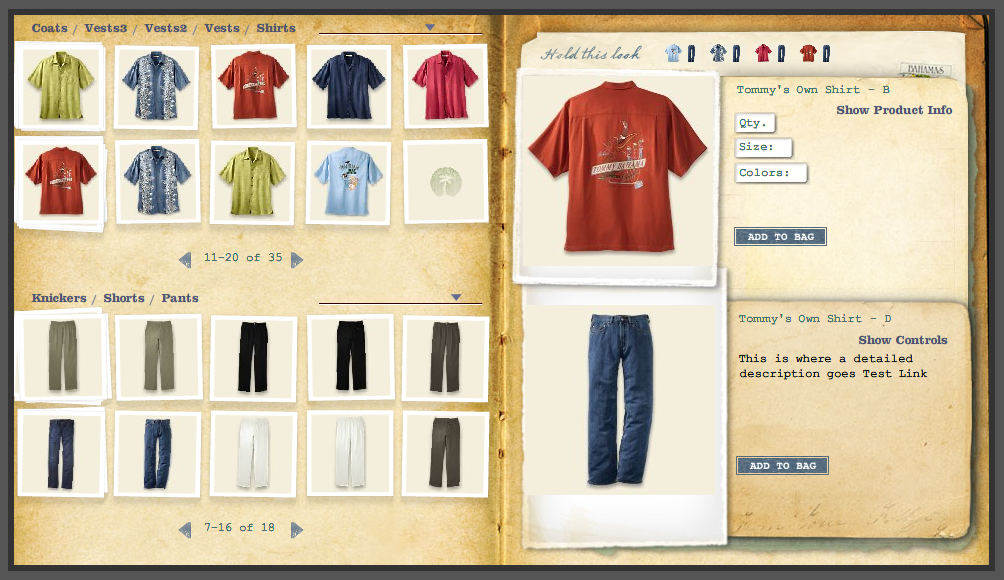 Coats / Vests3 / Vests2 / Vests / Shirts
11-20 of 35
Knickers / Shorts / Pants
7-16 of 18
Hold this look
BAHAMAS
Tommy's Own Shirt - B
Show Product Info
Qty.
Size:
Colors:
ADD TO BAG
TOMMY BAHAMA
Tommy's Own Shirt - D
Show Controls
This is where a detailed
description goes Test Link
ADD TO BAG